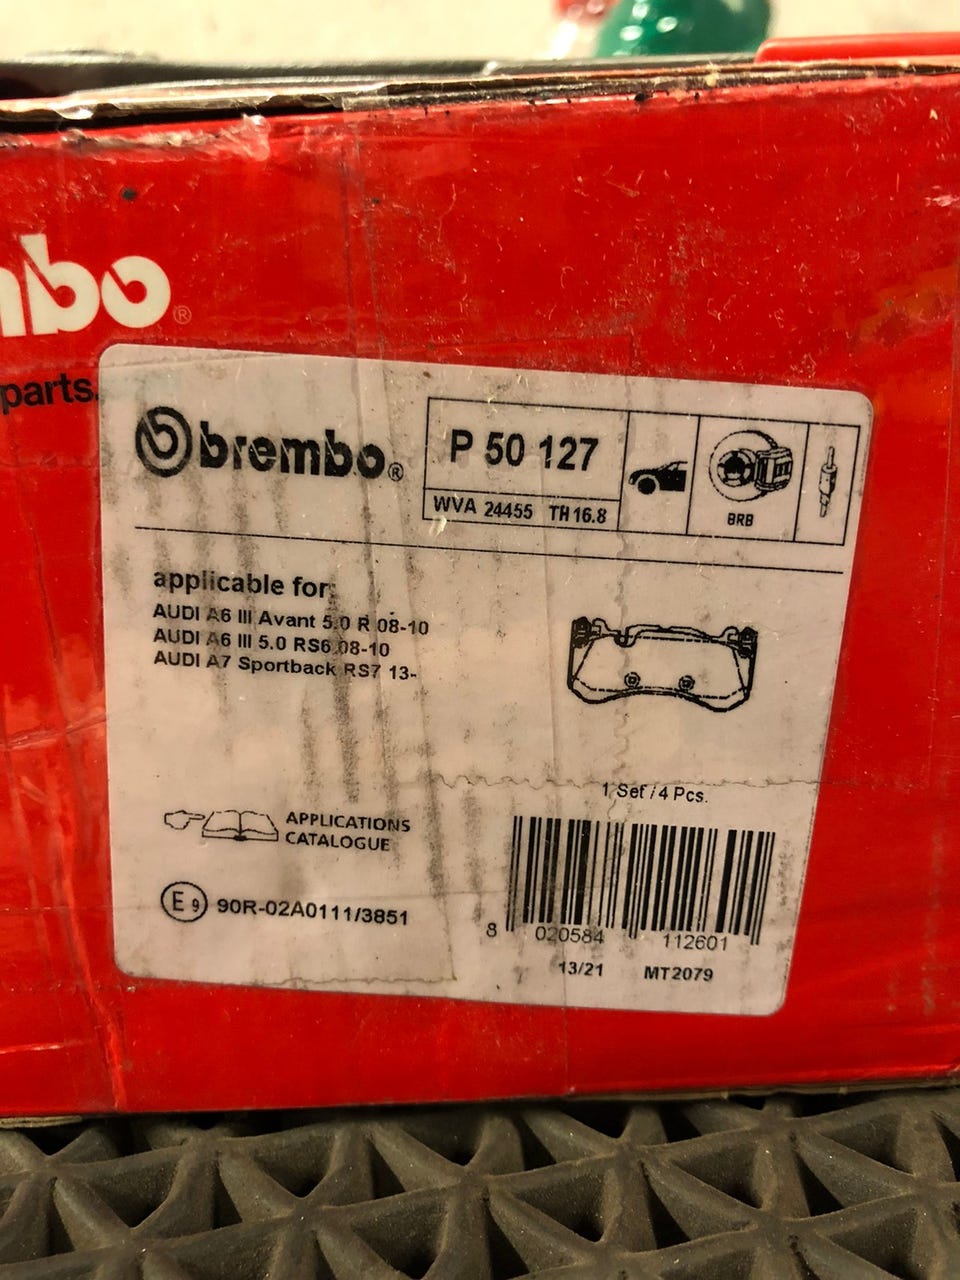 mbo®
parts.
brembo®
P 50 127
WVA 24455 TH 16.8
BRB
applicable for:
AUDI A6 III Avant 5.0 R 08-10
AUDI A6 III 5.0 RS6 08-10
AUDI A7 Sportback RS7 13-
1 Set / 4 Pcs.
APPLICATIONS
CATALOGUE
E9 90R-02A0111/3851
8 020584 112601
13/21 MT2079